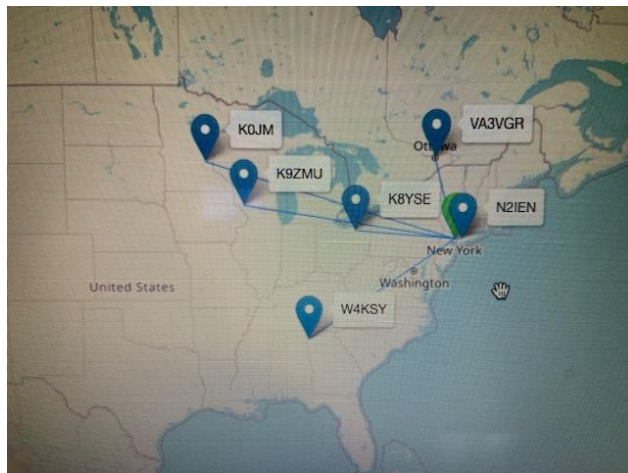 K0JM
VA3VGR
Ottawa
K9ZMU
K8YSE
N2IEN
New York
Washington
United States
W4KSY